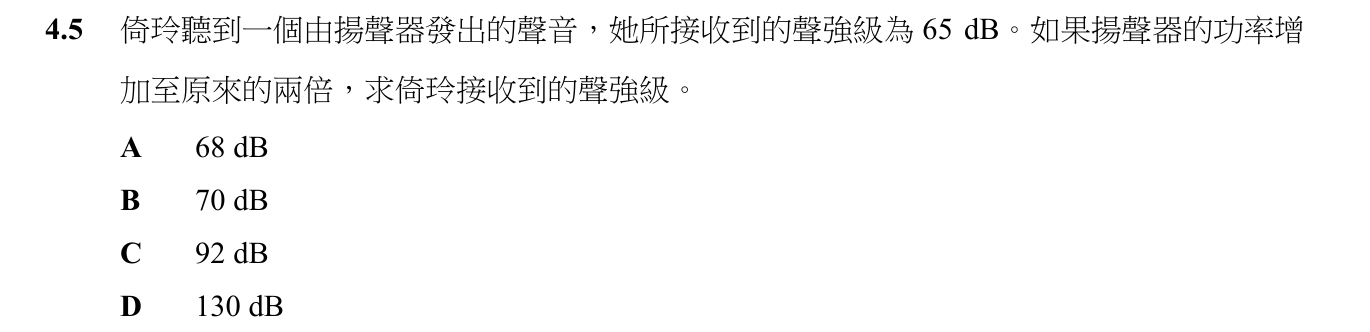 4.5 倚玲聽到一個由揚聲器發出的聲音，她所接收到的聲強級為 65 dB。如果揚聲器的功率增
加至原來的兩倍，求倚玲接收到的聲強級。
A 68 dB
B 70 dB
C 92 dB
D 130 dB